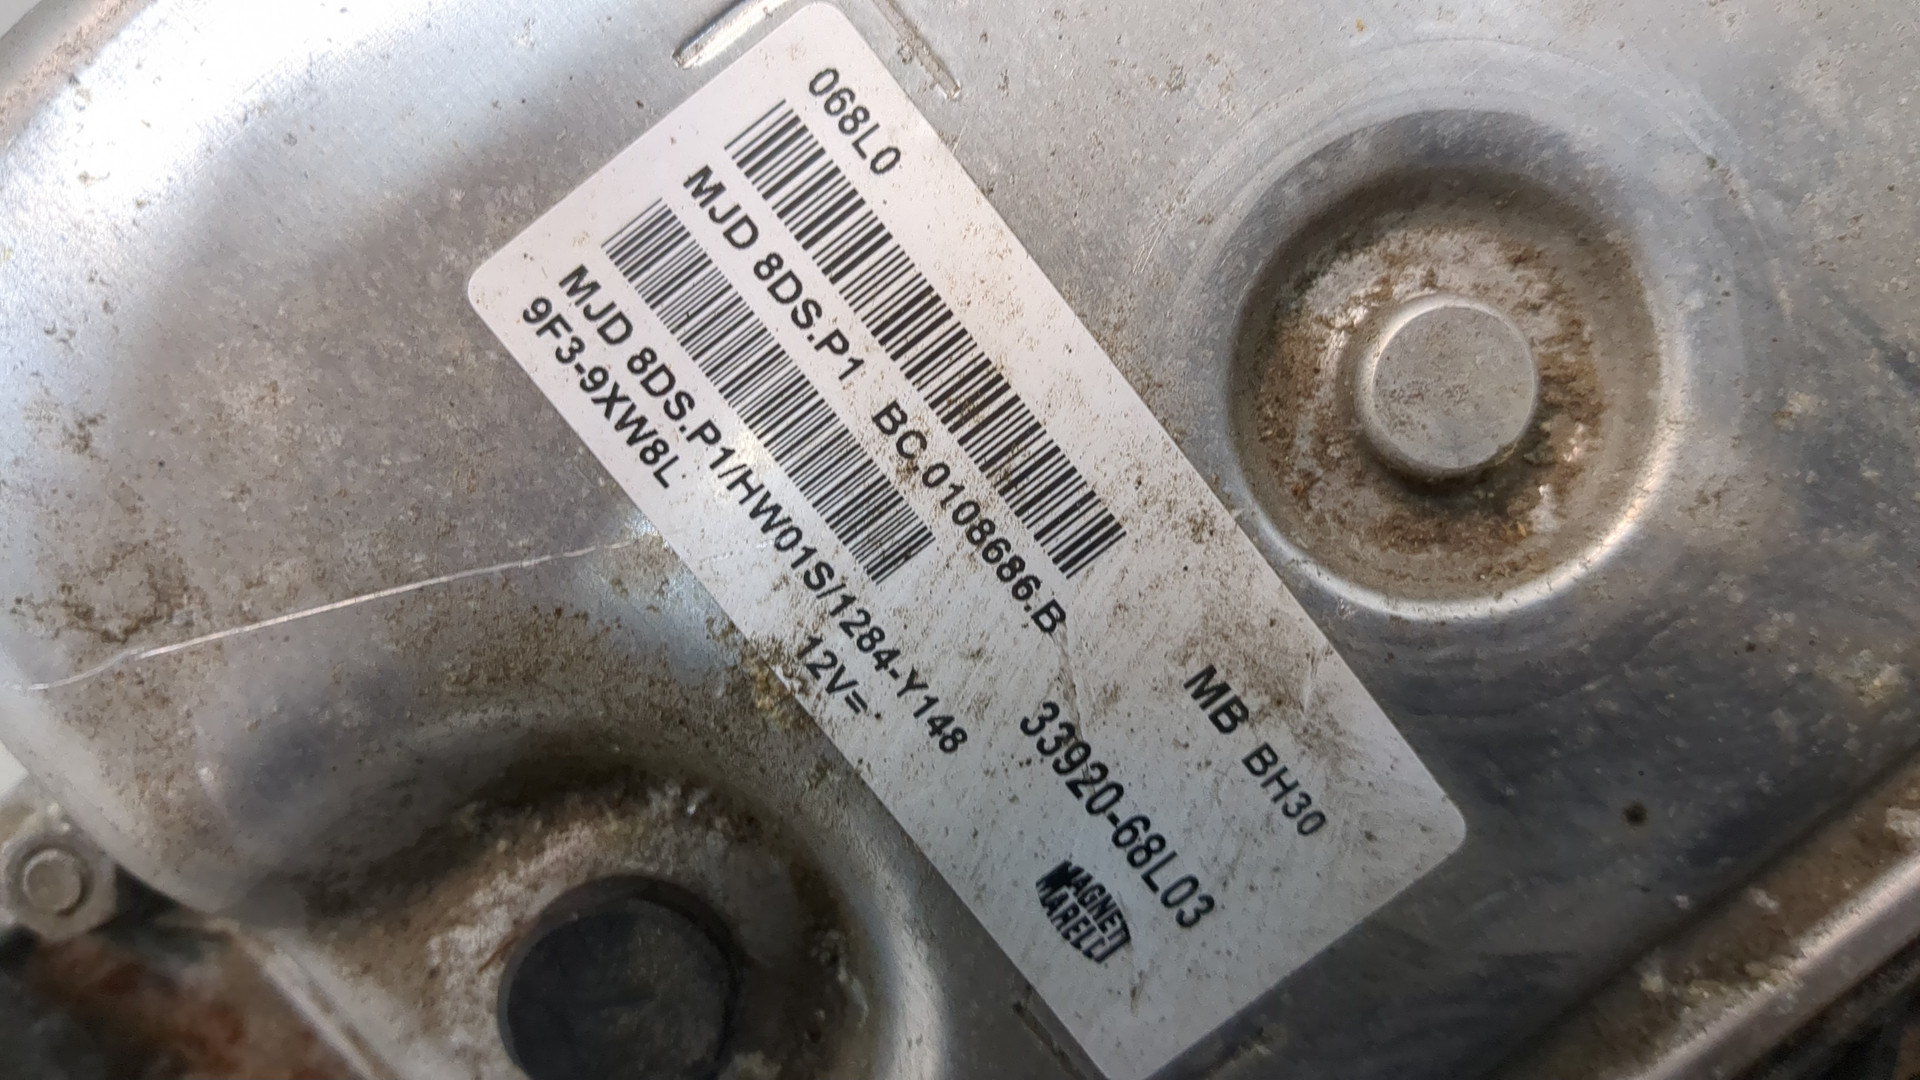 068L0
MB BH30
MJD 8DS.P1 BC.0108686.B
33920-68L03
MJD 8DS.P1/HW01S/1284-Y148
9F3-9XW8L
12V=
MAGNETI
MARELLI